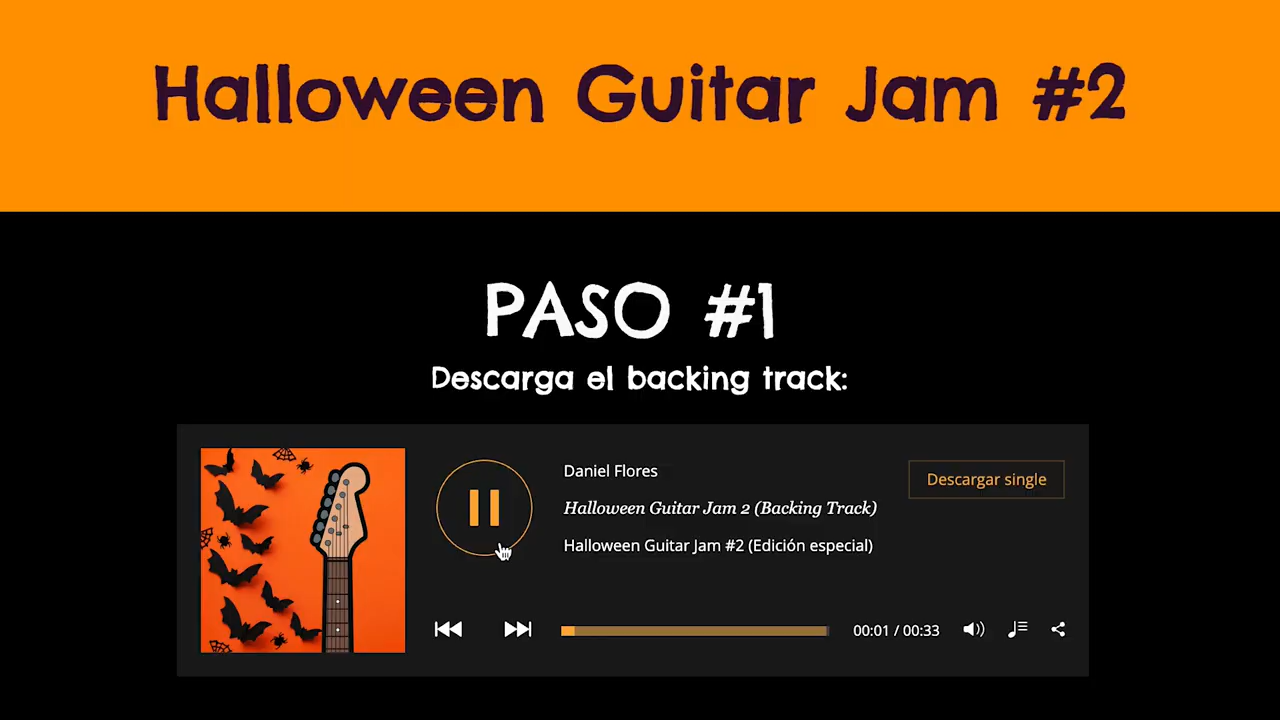 Halloween Guitar Jam #2
PASO #1
Descarga el backing track:
Daniel Flores
Descargar single
Halloween Guitar Jam 2 (Backing Track)
Halloween Guitar Jam #2 (Edición especial)
00:01 / 00:33